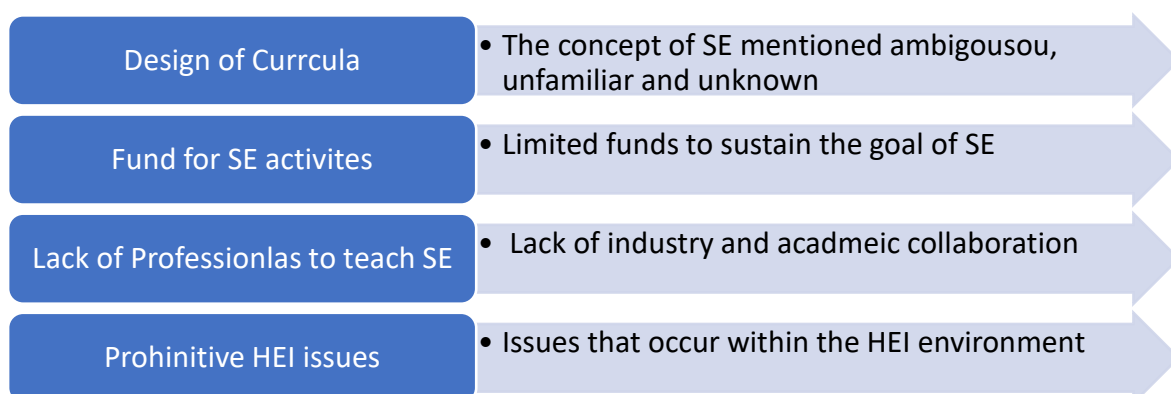 Design of Currcula
• The concept of SE mentioned ambigousou,
unfamiliar and unknown
Fund for SE activites
• Limited funds to sustain the goal of SE
Lack of Professionlas to teach SE
• Lack of industry and acadmeic collaboration
Prohinitive HEI issues
• Issues that occur within the HEI environment